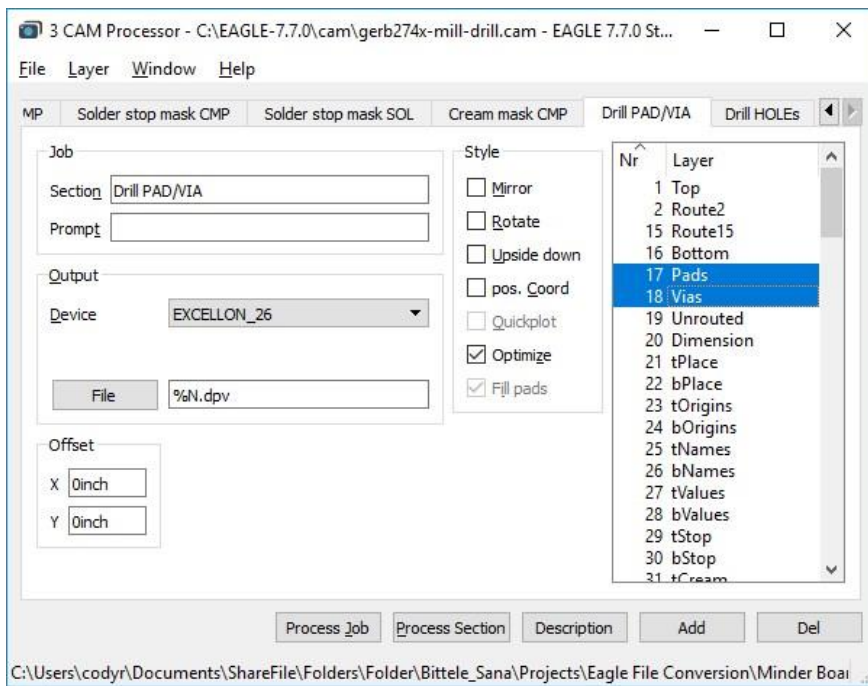 3 CAM Processor - C:\EAGLE-7.7.0\cam\gerb274x-mill-drill.cam - EAGLE 7.7.0 St...
File Layer Window Help
MP Solder stop mask CMP Solder stop mask SOL Cream mask CMP Drill PAD/VIA Drill HOLEs
Job
Section Drill PAD/VIA
Prompt
Output
Device EXCELLON_26
File %N.dpv
Offset
X 0inch
Y 0inch
Style
Mirror
Rotate
Upside down
pos. Coord
Quickplot
Optimize
Fill pads
Nr Layer
1 Top
2 Route2
15 Route15
16 Bottom
17 Pads
18 Vias
19 Unrouted
20 Dimension
21 tPlace
22 bPlace
23 tOrigins
24 bOrigins
25 tNames
26 bNames
27 tValues
28 bValues
29 tStop
30 bStop
31 tCream
Process Job Process Section Description Add Del
C:\Users\codyr\Documents\ShareFile\Folders\Folder\Bittele_Sana\Projects\Eagle File Conversion\Minder Boar